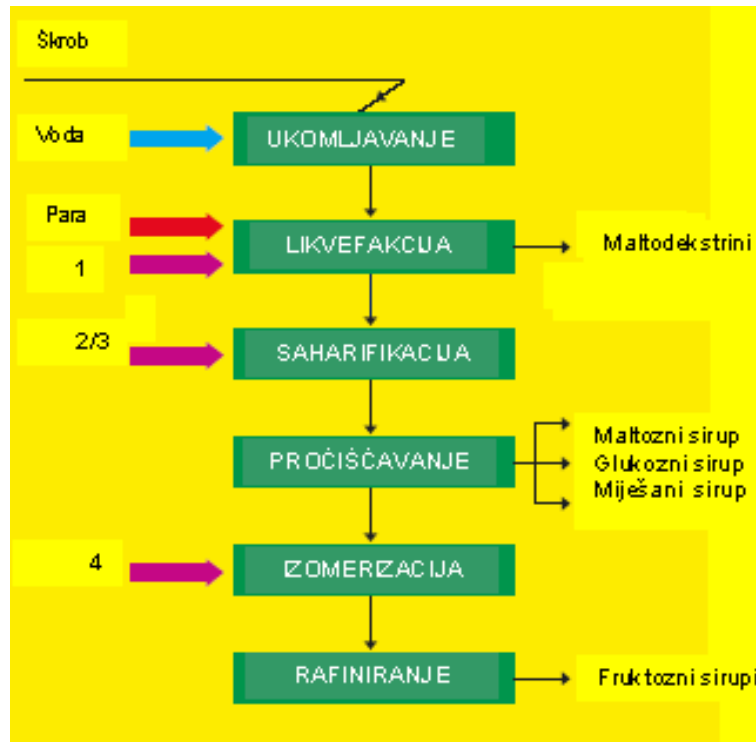 Škrob
Voda
UKOMLJAVANJE
Para
1
LIKVEFAKCIJA
Maltodekstrini
2/3
SAHARIFIKACIJA
PROČIŠĆAVANJE
Maltozni sirup
Glukozni sirup
Miješani sirup
4
IZOMERIZACIJA
RAFINIRANJE
Fruktozni sirupi